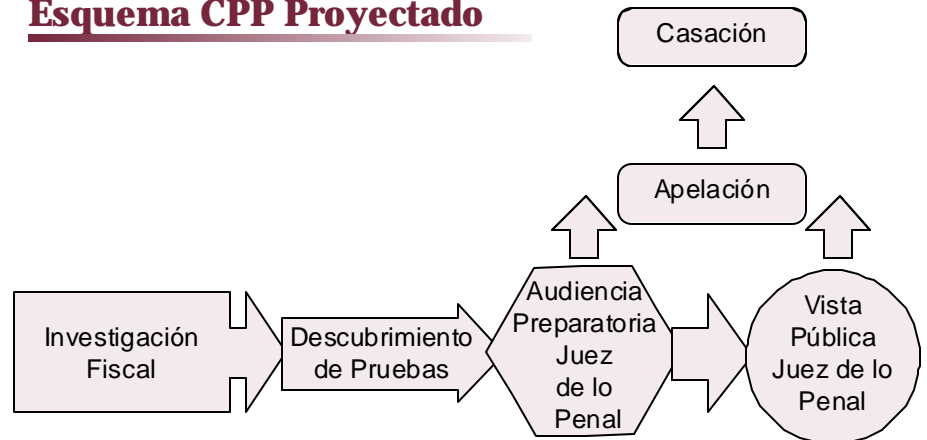 Esquema CPP Proyectado
Casación
Apelación
Investigación
Fiscal
Descubrimiento
de Pruebas
Audiencia
Preparatoria
Juez
de lo
Penal
Vista
Pública
Juez de lo
Penal